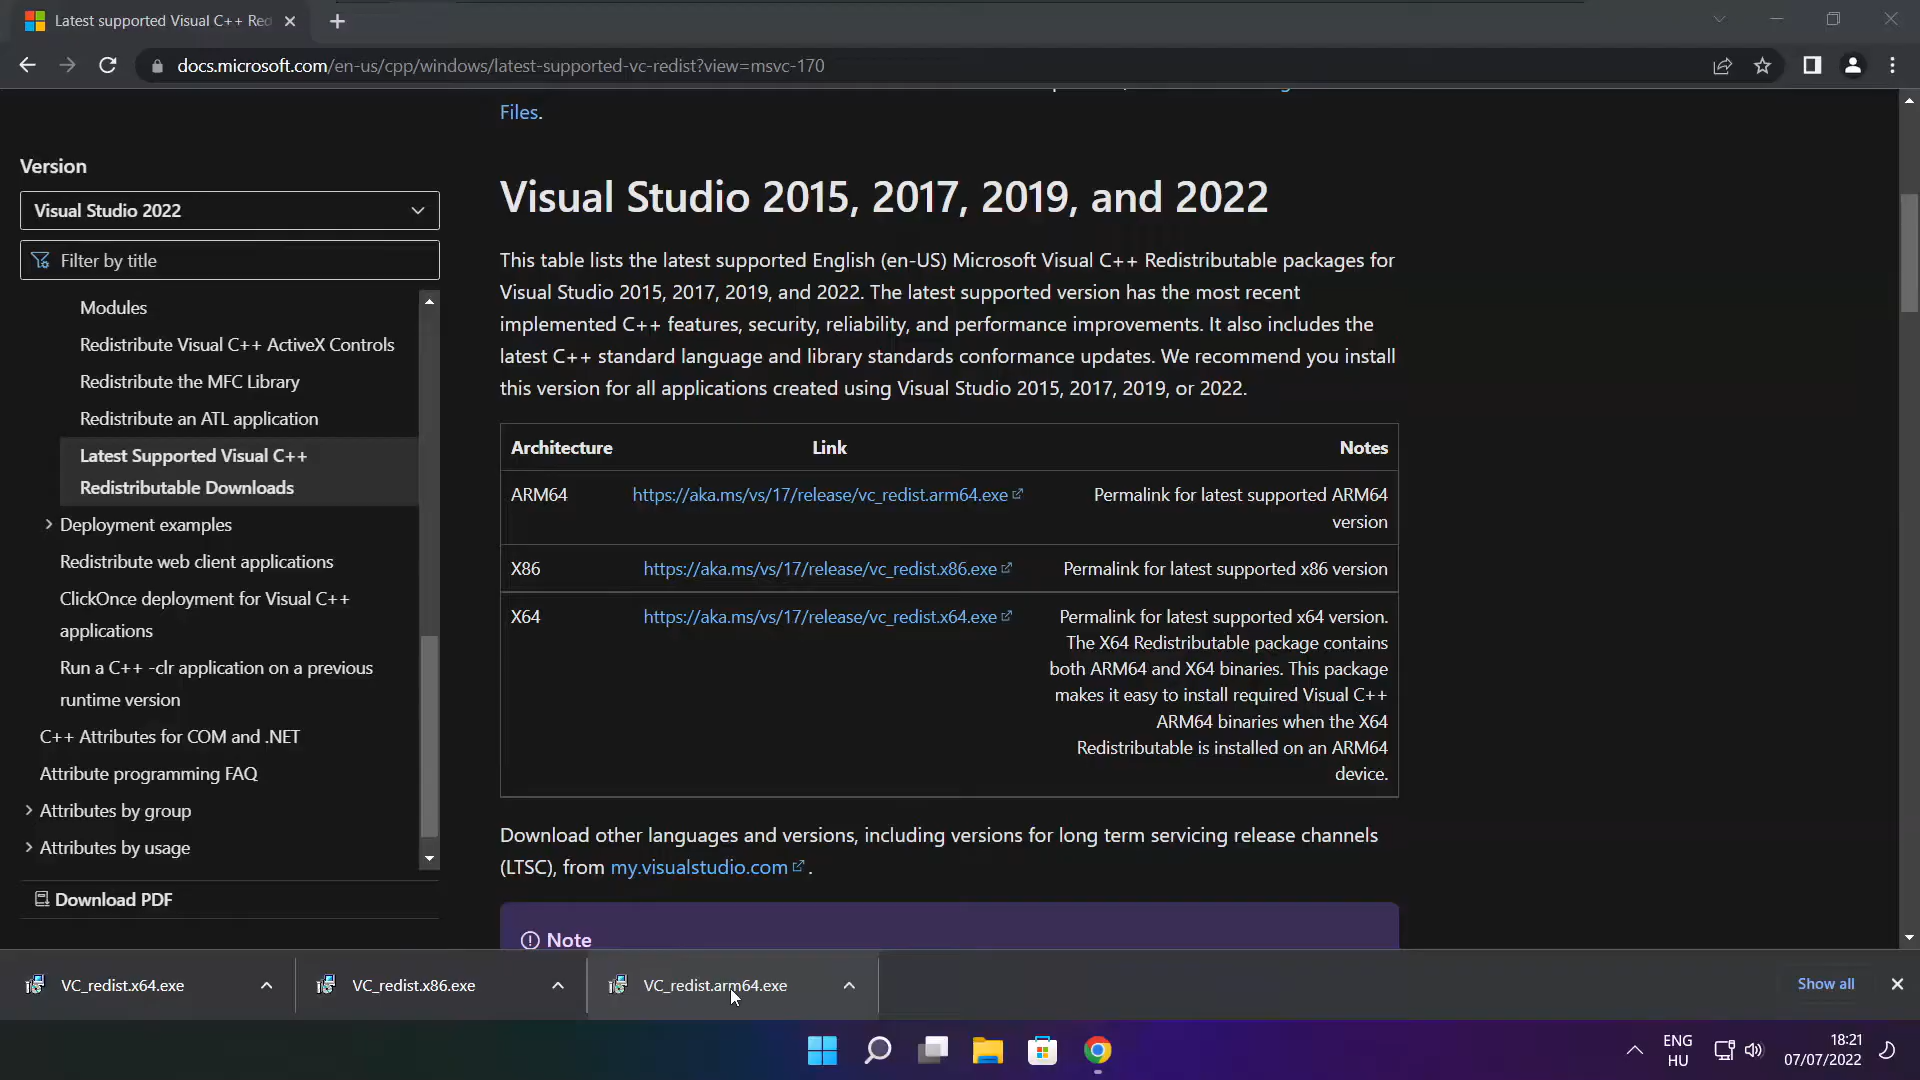 Latest supported Visual C++ Red
docs.microsoft.com/en-us/cpp/windows/latest-supported-vc-redist?view=msvc-170
Files.
Version
Visual Studio 2022
Filter by title
Modules
Redistribute Visual C++ ActiveX Controls
Redistribute the MFC Library
Redistribute an ATL application
Latest Supported Visual C++
Redistributable Downloads
Deployment examples
Redistribute web client applications
ClickOnce deployment for Visual C++
applications
Run a C++ -clr application on a previous
runtime version
C++ Attributes for COM and .NET
Attribute programming FAQ
Attributes by group
Attributes by usage
Download PDF
Visual Studio 2015, 2017, 2019, and 2022
This table lists the latest supported English (en-US) Microsoft Visual C++ Redistributable packages for
Visual Studio 2015, 2017, 2019, and 2022. The latest supported version has the most recent
implemented C++ features, security, reliability, and performance improvements. It also includes the
latest C++ standard language and library standards conformance updates. We recommend you install
this version for all applications created using Visual Studio 2015, 2017, 2019, or 2022.
Architecture Link Notes
ARM64 https://aka.ms/vs/17/release/vc_redist.arm64.exe Permalink for latest supported ARM64
version
X86 https://aka.ms/vs/17/release/vc_redist.x86.exe Permalink for latest supported x86 version
X64 https://aka.ms/vs/17/release/vc_redist.x64.exe Permalink for latest supported x64 version.
The X64 Redistributable package contains
both ARM64 and X64 binaries. This package
makes it easy to install required Visual C++
ARM64 binaries when the X64
Redistributable is installed on an ARM64
device.
Download other languages and versions, including versions for long term servicing release channels
(LTSC), from my.visualstudio.com.
Note
VC_redist.x64.exe VC_redist.x86.exe VC_redist.arm64.exe Show all
ENG
HU
18:21
07/07/2022